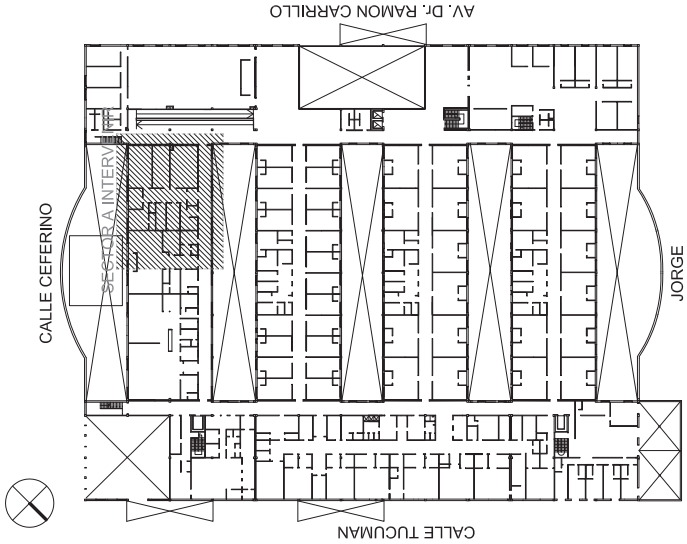 AV. Dr. RAMON CARRILLO
CALLE CEFERINO
SECTOR A INTERVENIR
JORGE
CALLE TUCUMAN